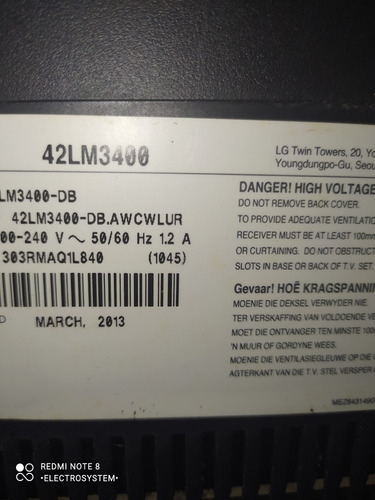 42LM3400
LG Twin Towers, 20, Yo
Youngdungpo-Gu, Seou
LM3400-DB
42LM3400-DB.AWCWLUR
00-240 V ~ 50/60 Hz 1.2 A
303RMAQ1L840 (1045)
MARCH, 2013
DANGER! HIGH VOLTAGE
DO NOT REMOVE BACK COVER.
TO PROVIDE ADEQUATE VENTILATION
RECEIVER MUST BE AT LEAST 100mm
OR CURTAINING. DO NOT OBSTRUCT
SLOTS IN BASE OR BACK OF T.V. SET.
Gevaar! HOË KRAGSPANNIN
MOENIE DIE DEKSEL VERWYDER NIE.
TER VERSKAFFING VAN VOLDOENDE VE
MOET DIE ONTVANGER TEN MINSTE 100m
'N MUUR OF GORDYNE WEES.
MOENIE DIE VENTILASIEGLEUWE OP DIE O
AGTERKANT VAN DIE T.V. STEL VERSPER
REDMI NOTE 8
•ELECTROSYSTEM•